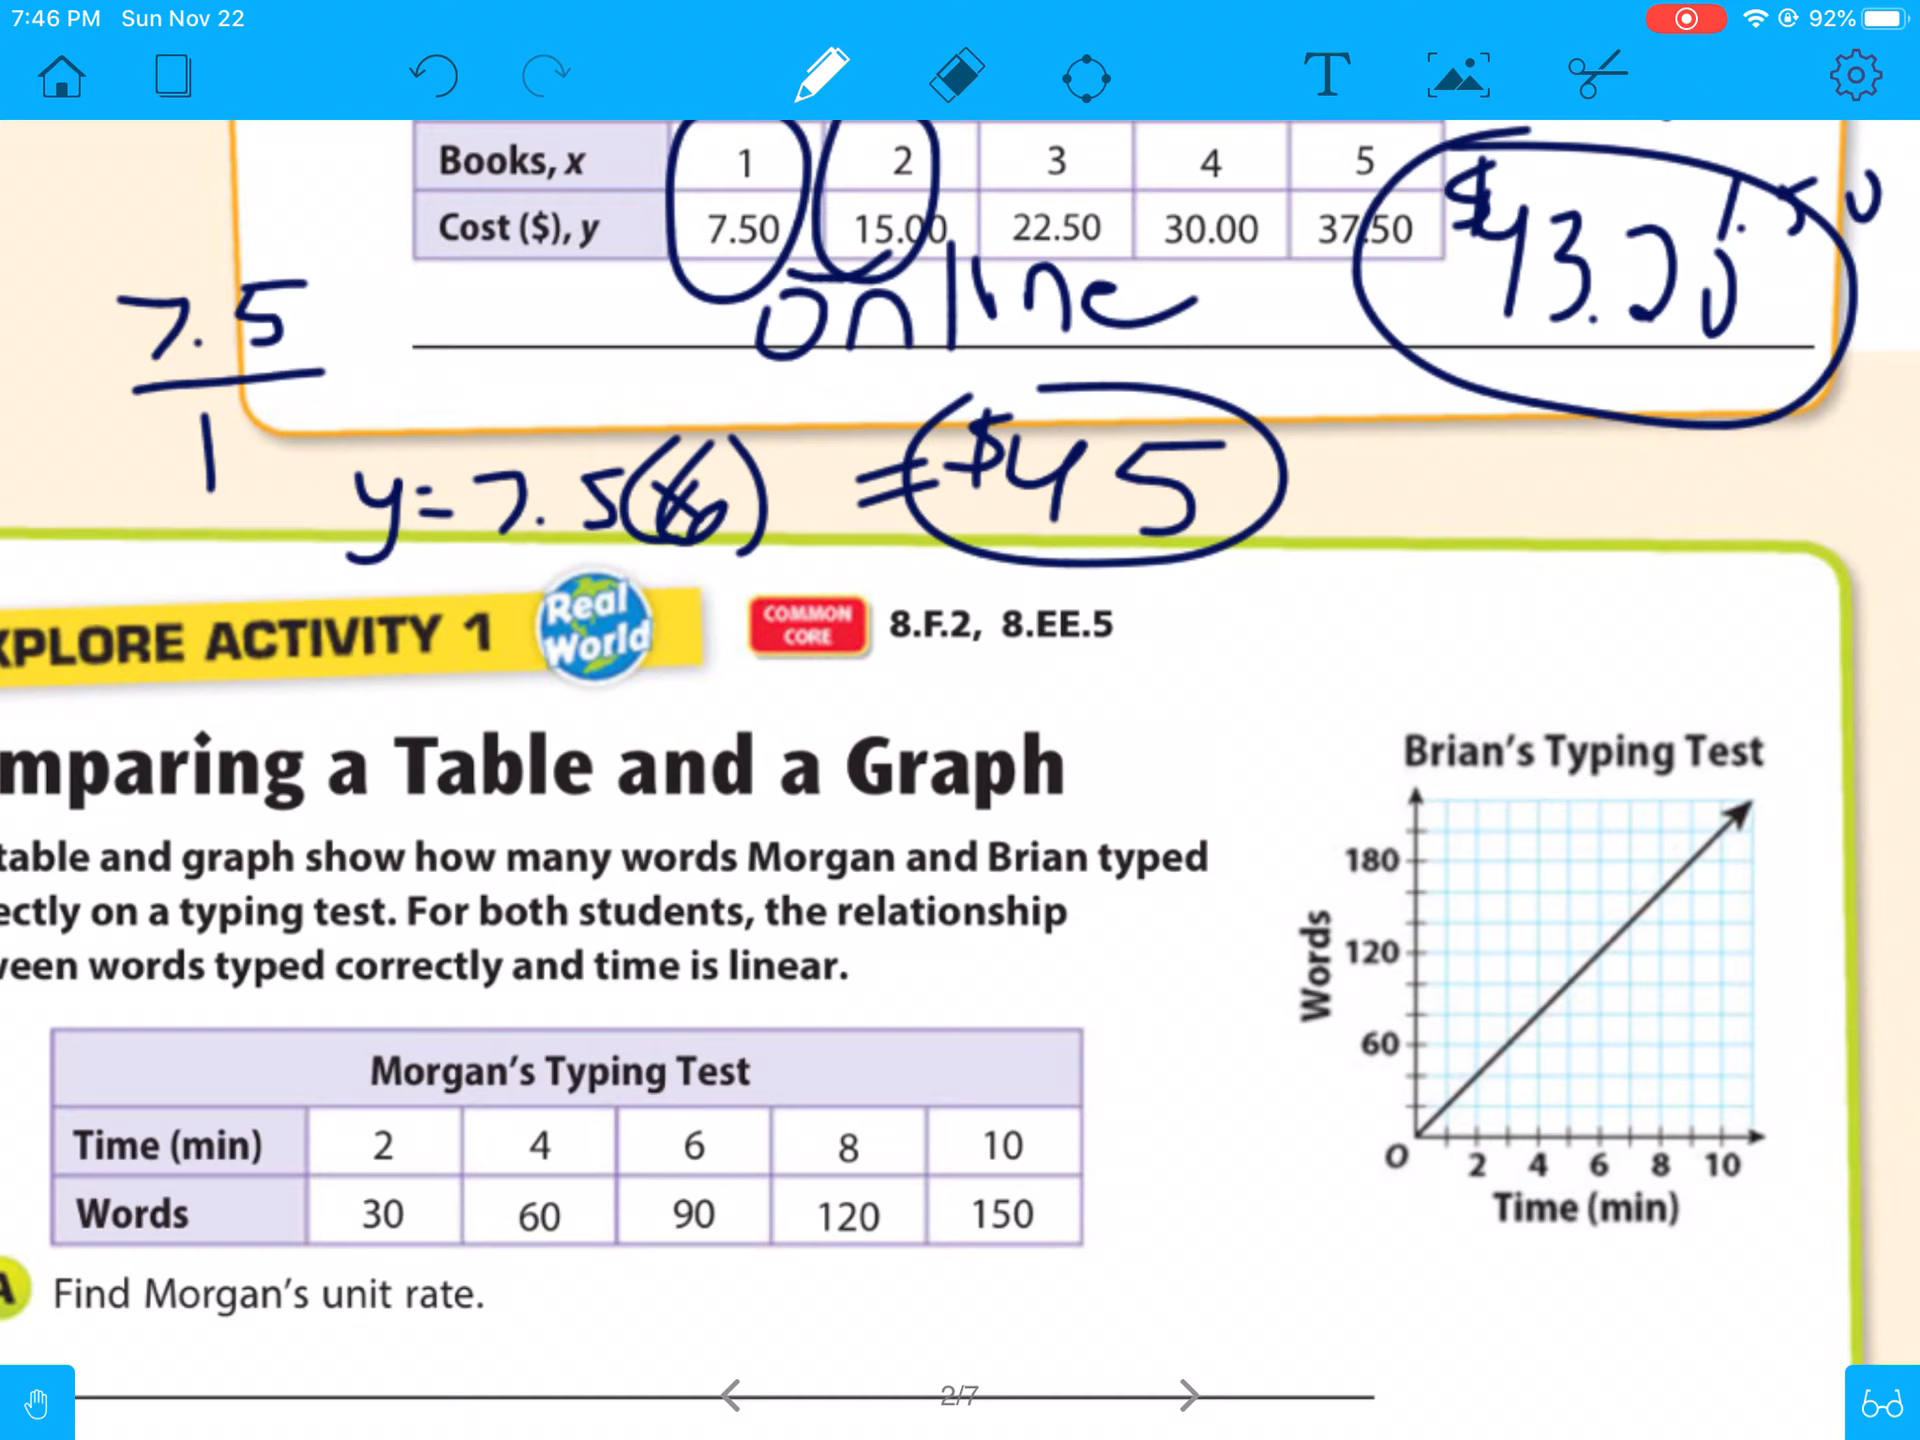 7:46 PM Sun Nov 22
92%
T
Books, x 1 2 3 4 5
Cost ($), y 7.50 15.00 22.50 30.00 37.50
$43.20
1.50
online
7.5
1
y = 7.5( ) = $45
XPLORE ACTIVITY 1
Real World
COMMON CORE
8.F.2, 8.EE.5
mparing a Table and a Graph
table and graph show how many words Morgan and Brian typed
ectly on a typing test. For both students, the relationship
veen words typed correctly and time is linear.
Morgan's Typing Test
Time (min) 2 4 6 8 10
Words 30 60 90 120 150
Brian's Typing Test
Words
180
120
60
O 2 4 6 8 10
Time (min)
A Find Morgan's unit rate.
2/7